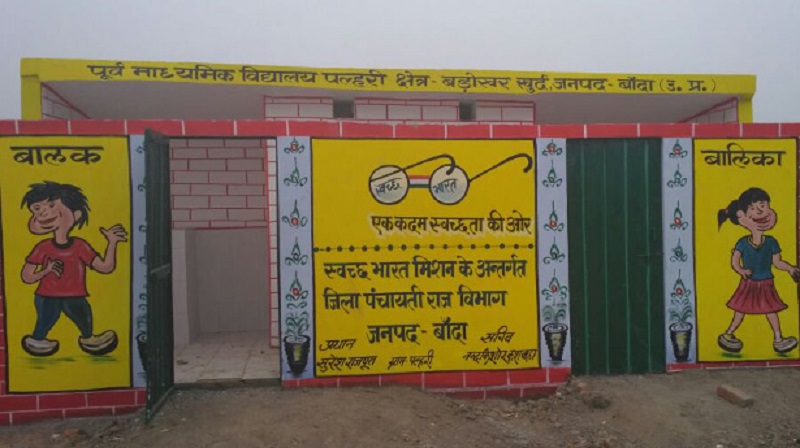 पूर्व माध्यमिक विद्यालय पल्हरी क्षेत्र - बड़ोखर खुर्द, जनपद - बाँदा (उ. प्र.)
बालक
स्वच्छ भारत
एक कदम स्वच्छता की ओर
स्वच्छ भारत मिशन के अन्तर्गत
जिला पंचायती राज विभाग
जनपद - बाँदा
प्रधान सचिव
सुरेश राजपूत ग्राम पल्हरी
बालिका